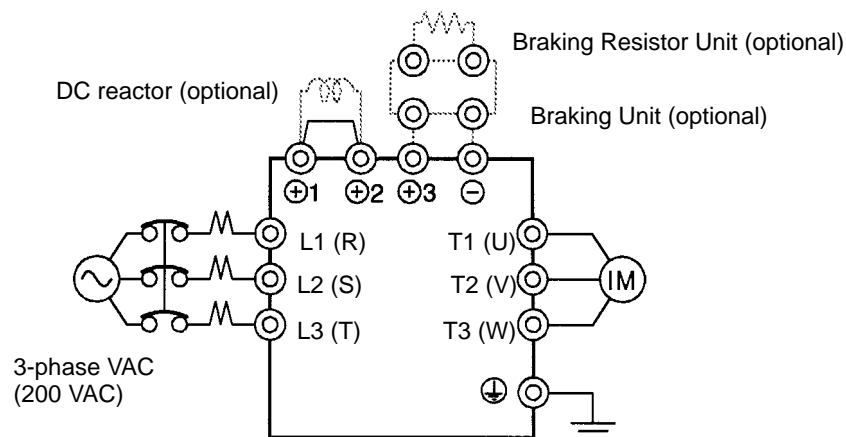 Braking Resistor Unit (optional)
DC reactor (optional)
Braking Unit (optional)
⊕1
⊕2
⊕3
⊖
L1 (R)
T1 (U)
L2 (S)
T2 (V)
IM
L3 (T)
T3 (W)
3-phase VAC
(200 VAC)